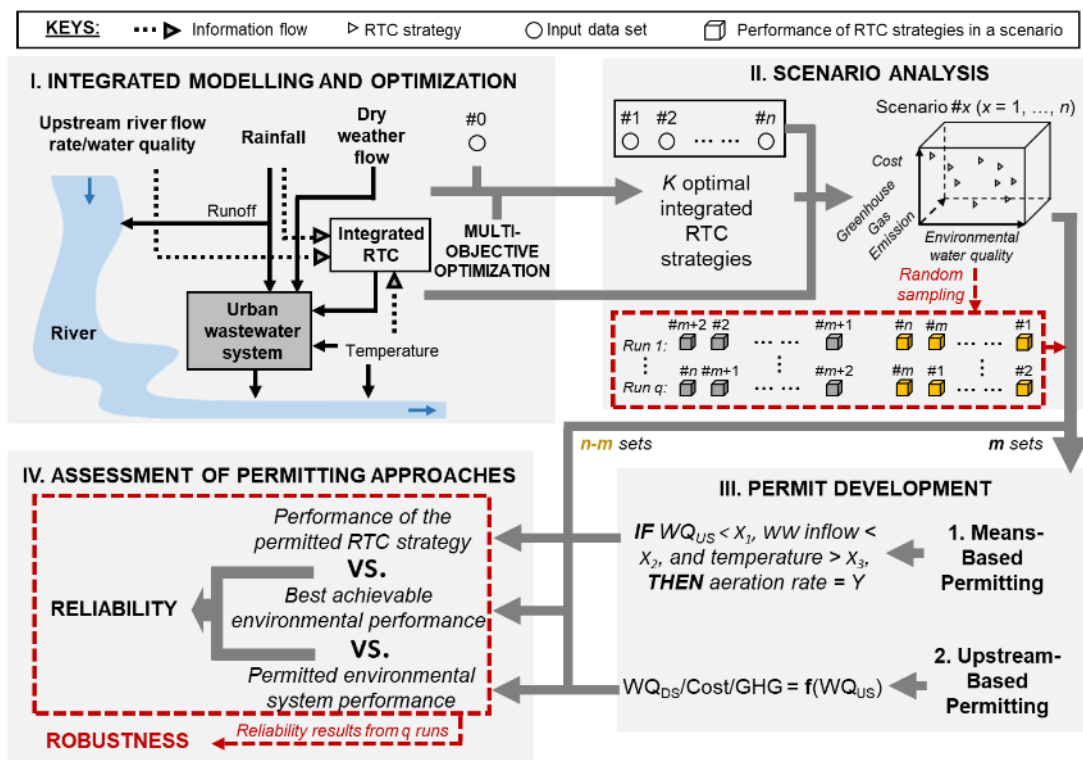 KEYS:
Information flow
RTC strategy
Input data set
Performance of RTC strategies in a scenario
I. INTEGRATED MODELLING AND OPTIMIZATION
Upstream river flow
rate/water quality
Rainfall
Dry
weather
flow
#0
Runoff
Integrated
RTC
MULTI-
OBJECTIVE
OPTIMIZATION
Urban
wastewater
system
River
Temperature
II. SCENARIO ANALYSIS
#1 #2 ... ... #n
K optimal
integrated
RTC
strategies
Scenario #x (x = 1, ..., n)
Cost
Greenhouse
Gas
Emission
Environmental
water quality
Random
sampling
#m+2 #2 #m+1 #n #m #1
Run 1: ... ... ... ...
#n #m+1 #m+2 #m #1 #2
Run q: ... ... ... ...
n-m sets
m sets
III. PERMIT DEVELOPMENT
IF WQUS < X1, WW inflow <
X2, and temperature > X3,
THEN aeration rate = Y
1. Means-
Based
Permitting
WQDS/Cost/GHG = f(WQUS)
2. Upstream-
Based
Permitting
IV. ASSESSMENT OF PERMITTING APPROACHES
Performance of the
permitted RTC strategy
VS.
RELIABILITY
Best achievable
environmental performance
VS.
Permitted environmental
system performance
ROBUSTNESS
Reliability results from q runs